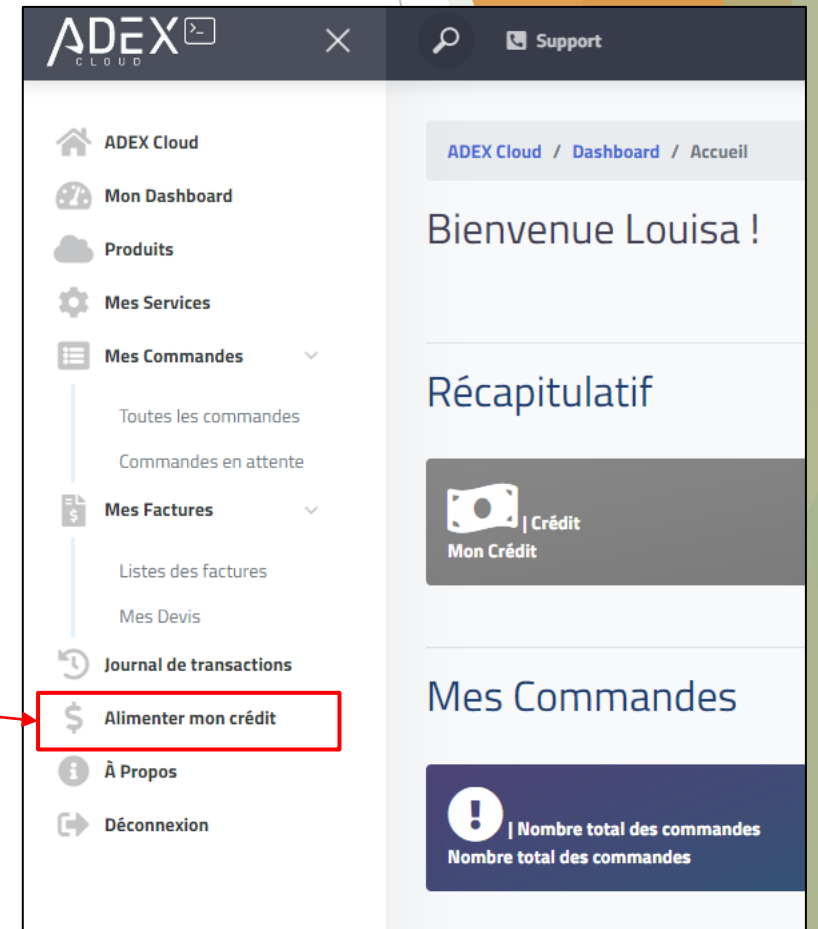 ADEX
CLOUD
Support
ADEX Cloud
Mon Dashboard
Produits
Mes Services
Mes Commandes
Toutes les commandes
Commandes en attente
Mes Factures
Listes des factures
Mes Devis
Journal de transactions
Alimenter mon crédit
À Propos
Déconnexion
ADEX Cloud / Dashboard / Accueil
Bienvenue Louisa !
Récapitulatif
| Crédit
Mon Crédit
Mes Commandes
| Nombre total des commandes
Nombre total des commandes